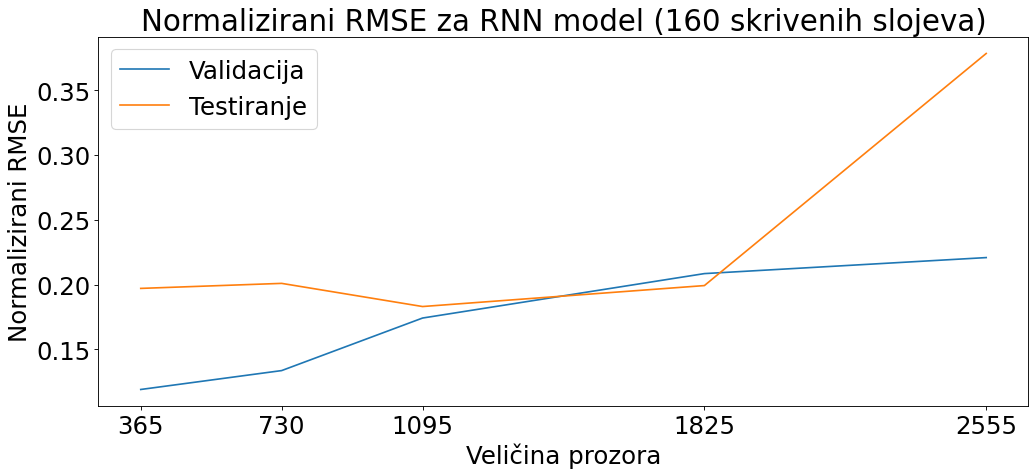 Normalizirani RMSE za RNN model (160 skrivenih slojeva)
Validacija
Testiranje
Normalizirani RMSE
0.35
0.30
0.25
0.20
0.15
365 730 1095 1825 2555
Veličina prozora